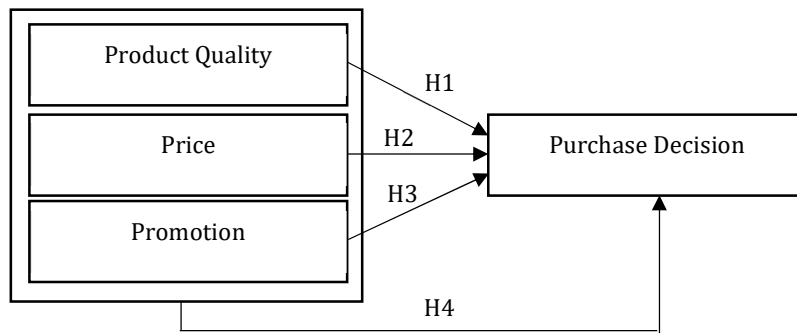 Product Quality
H1
Price
H2
Purchase Decision
H3
Promotion
H4